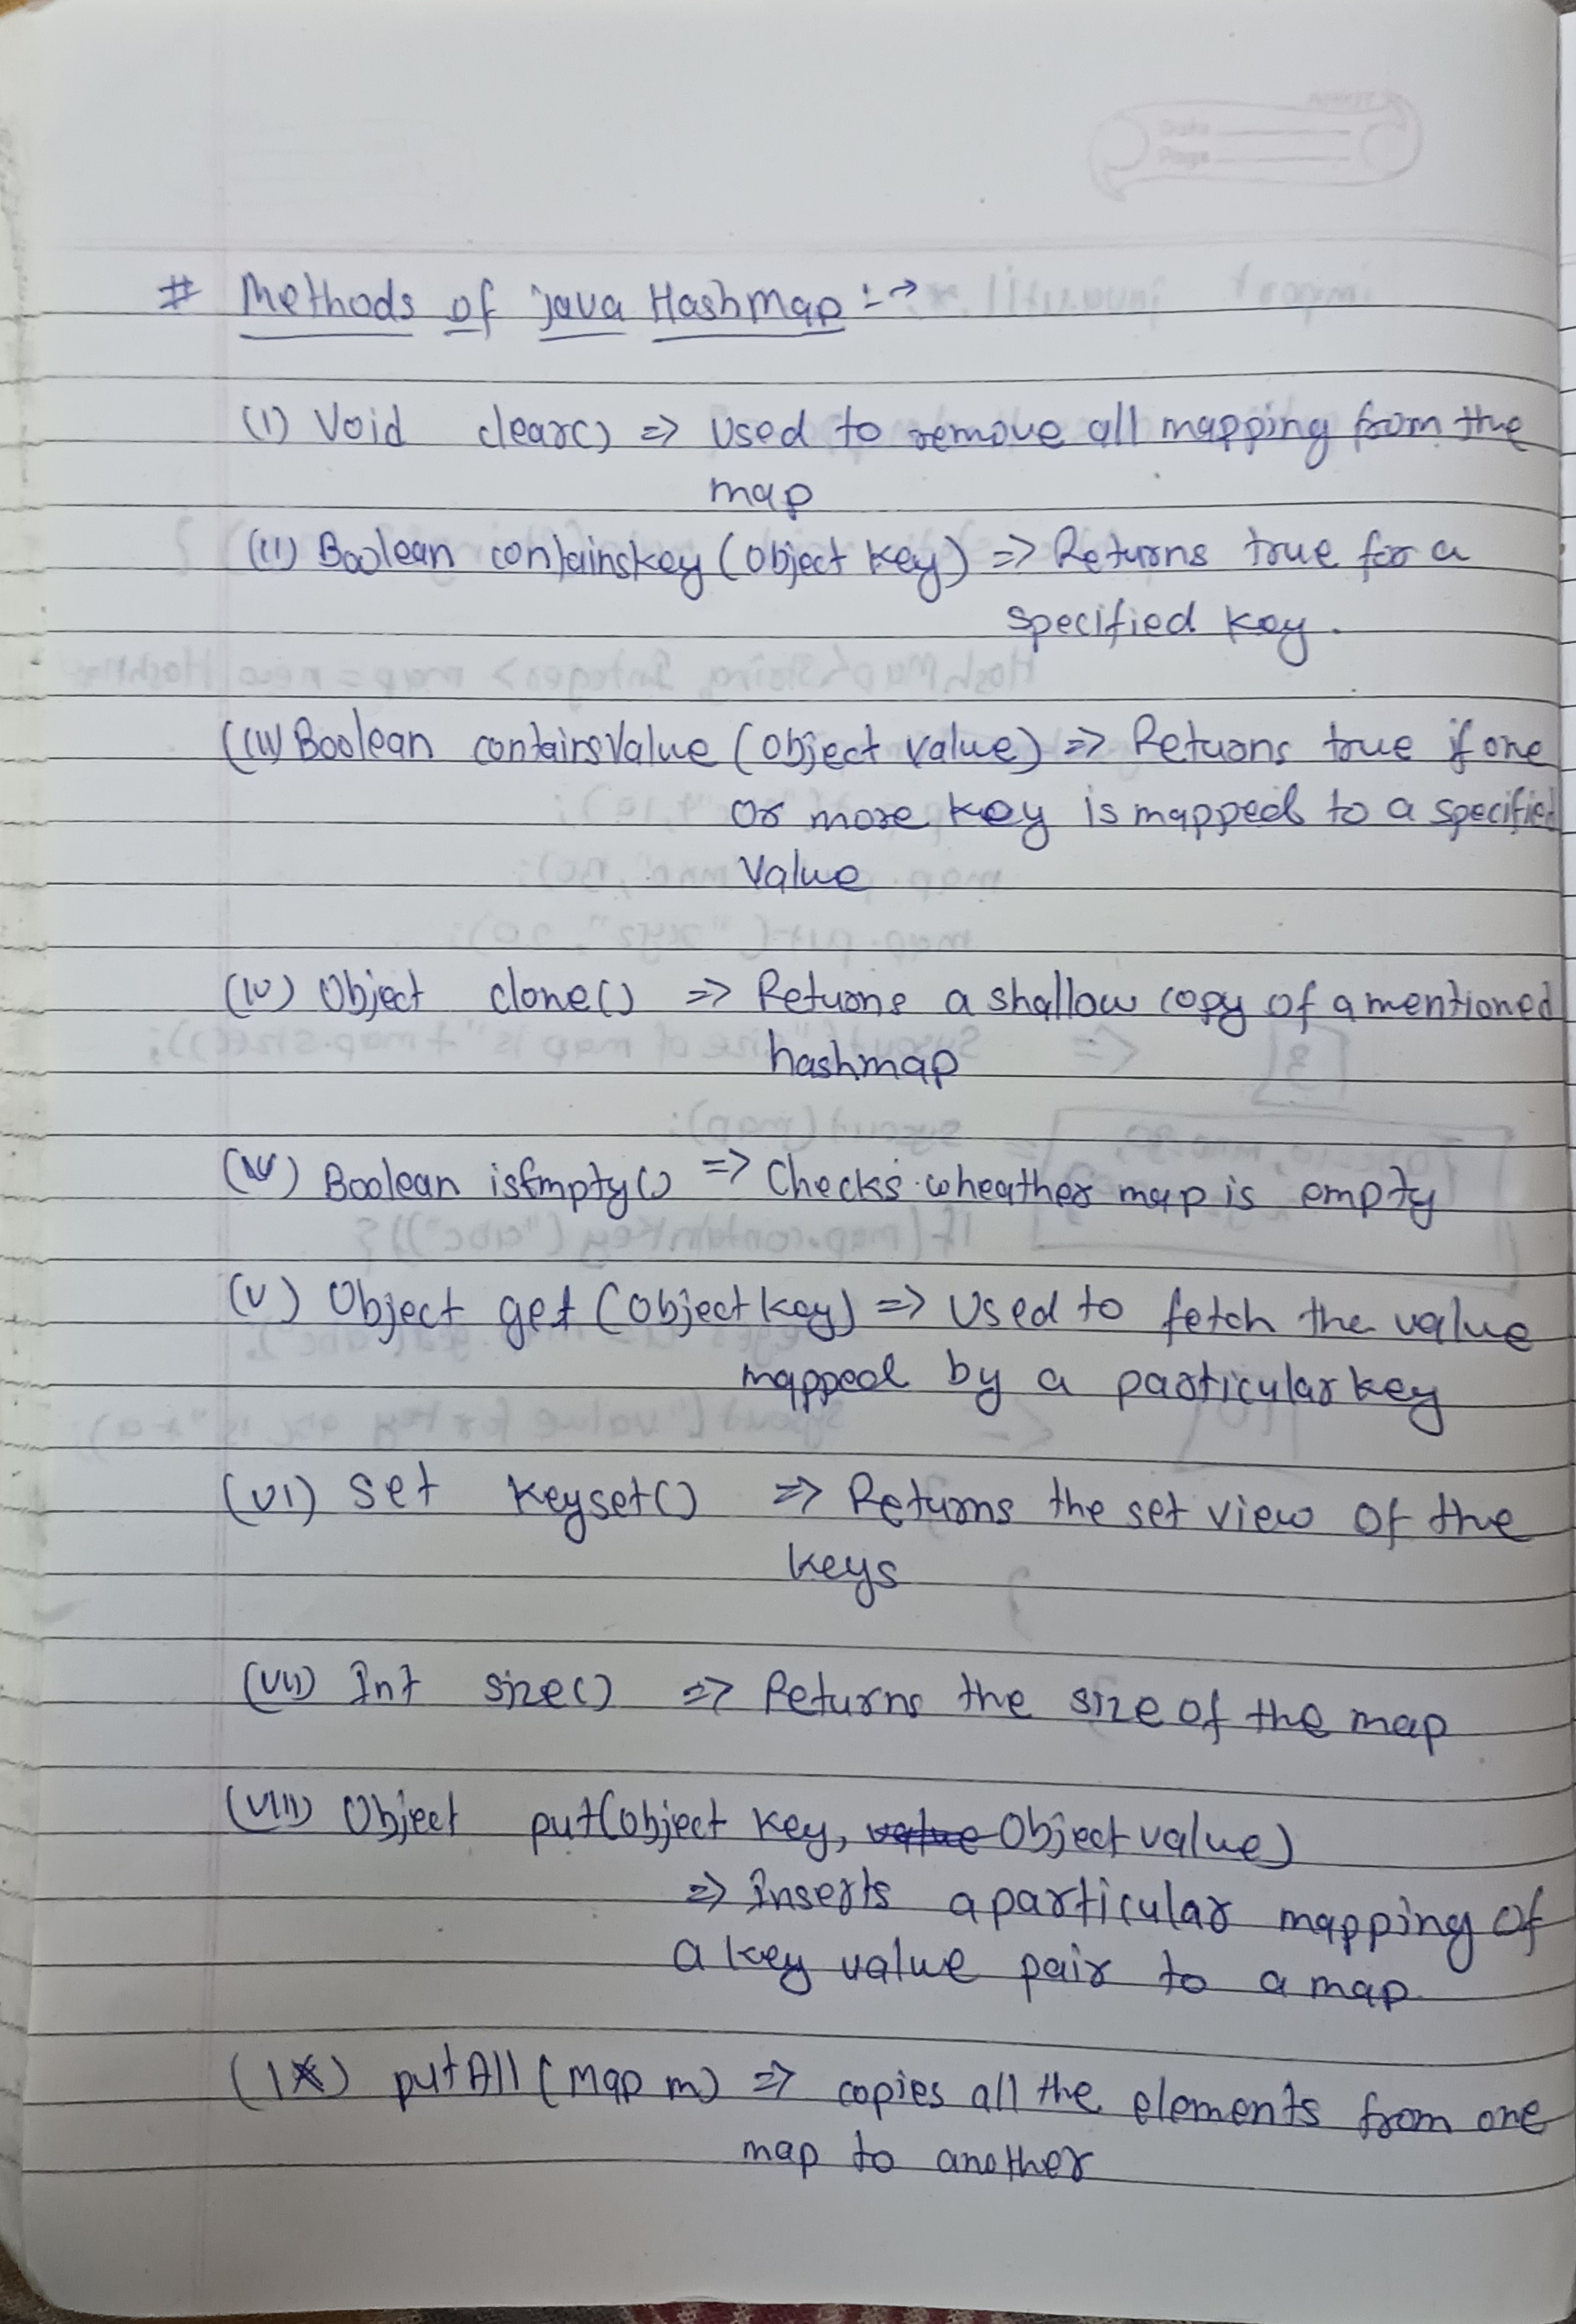 # Methods of java Hashmap :->
(i) Void clear() => Used to remove all mapping from the
map
(ii) Boolean containskey (Object key) => Returns true for a
specified key.
(iii) Boolean containsValue (Object value) => Returns true if one
or more key is mapped to a specified
value
(iv) Object clone() => Returns a shallow copy of a mentioned
hashmap
(iv) Boolean isEmpty() => Checks wheather map is empty
(v) Object get (Object key) => Used to fetch the value
mapped by a particular key
(vi) set keyset() => Returns the set view of the
keys
(vii) Int size() => Returns the size of the map
(viii) Object put(Object key, value Object value)
=> Inserts a particular mapping of
a key value pair to a map
(ix) putAll (Map m) => copies all the elements from one
map to another